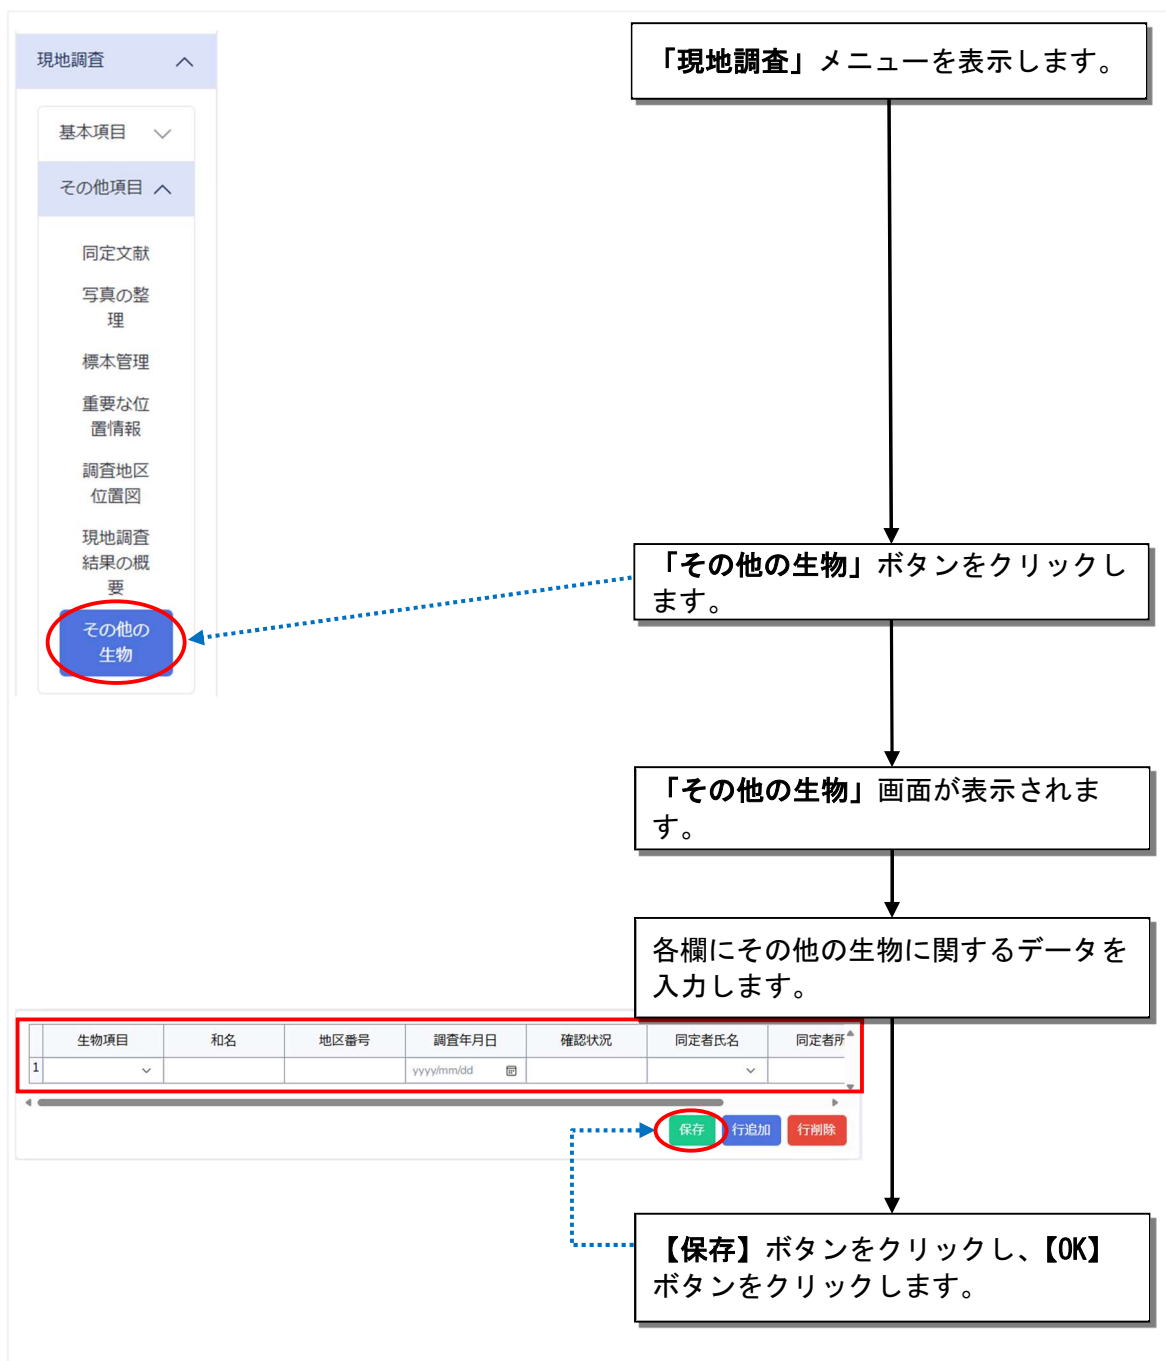 現地調査
基本項目
その他項目
同定文献
写真の整
理
標本管理
重要な位
置情報
調査地区
位置図
現地調査
結果の概
要
その他の
生物
「現地調査」メニューを表示します。
「その他の生物」ボタンをクリックし
ます。
「その他の生物」画面が表示されま
す。
各欄にその他の生物に関するデータを
入力します。
生物項目 和名 地区番号 調査年月日 確認状況 同定者氏名 同定者所
1 yyyy/mm/dd
保存 行追加 行削除
【保存】ボタンをクリックし、【OK】
ボタンをクリックします。